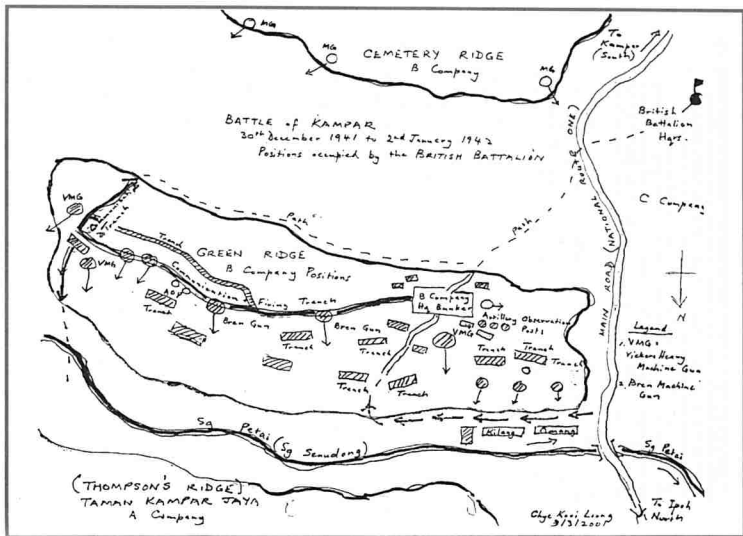 MG
MG
MG
CEMETERY RIDGE
B Company
To
Kampar
(South)
British
Battalion
Hqrs.
BATTLE of KAMPAR
30th December 1941 to 2nd January 1942
Positions occupied by the BRITISH BATTALION
MAIN ROAD (NATIONAL ROUTE ONE)
C Company
N
Path
Path
VMG
Trench
GREEN RIDGE
B Company Positions
Trench
Communication
Firing Trench
VMG
Bren Gun
Bren Gun
Trench
Trench
Trench
Trench
Trench
B Company
Hq Bunker
Artillery Observation
Posts
VMG
Trench
Trench
Trench
Legend
1. VMG =
Vickers Heavy
Machine Gun
2. Bren Machine
Gun
Sg Petai (Sg Senudong)
Kilang
Sg Petai
(THOMPSON'S RIDGE)
TAMAN KAMPAR JAYA
A Company
Chye Kooi Loong
9/3/2001
To Ipoh
North